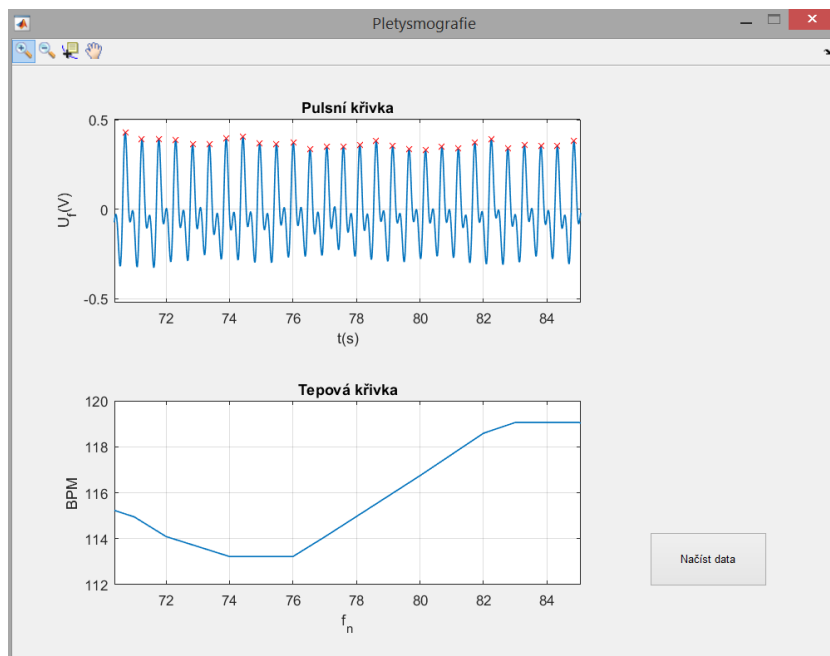 Pletysmografie
Pulsní křivka
0.5
0
-0.5
U_f(V)
72 74 76 78 80 82 84
t(s)
Tepová křivka
120
118
116
114
112
BPM
72 74 76 78 80 82 84
f_n
Načíst data